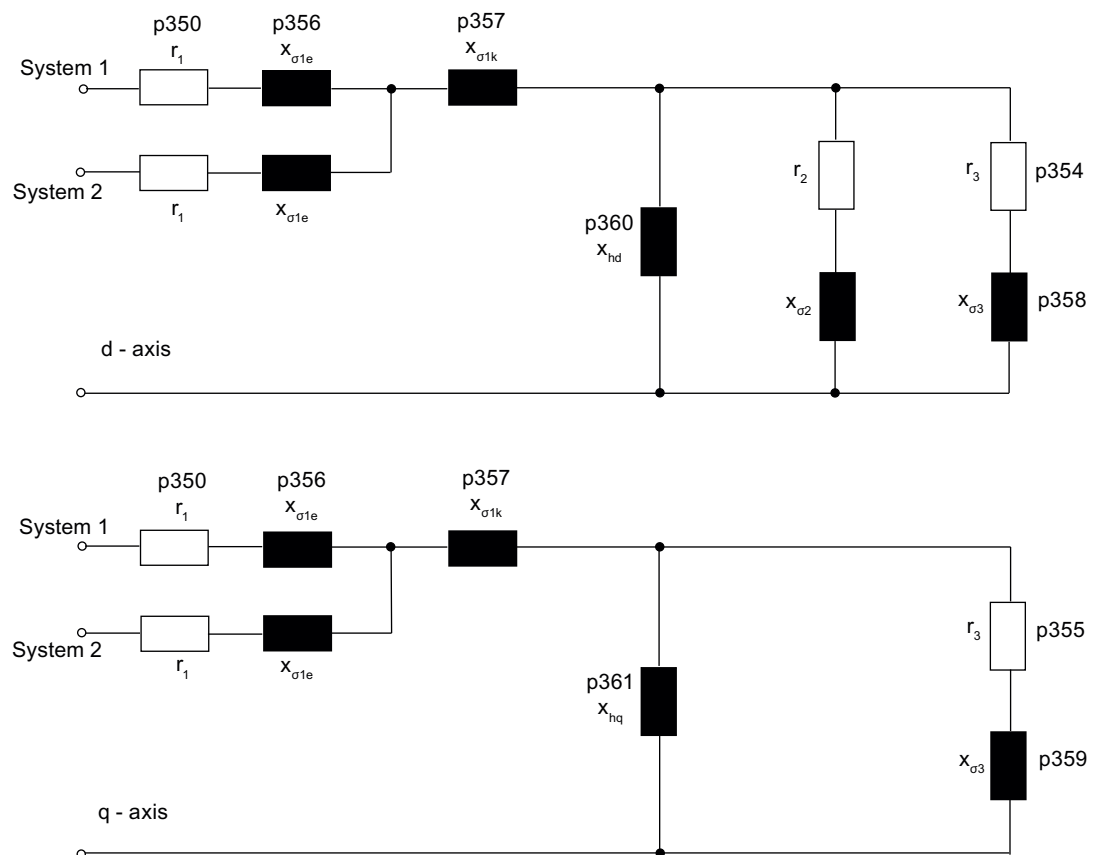 p350 p356 p357
r₁ xσ1e xσ1k
System 1
System 2
r₁ xσ1e
r₂ r₃ p354
p360
xhd
xσ2 xσ3 p358
d - axis
p350 p356 p357
r₁ xσ1e xσ1k
System 1
System 2
r₁ xσ1e
r₃ p355
p361
xhq
xσ3 p359
q - axis